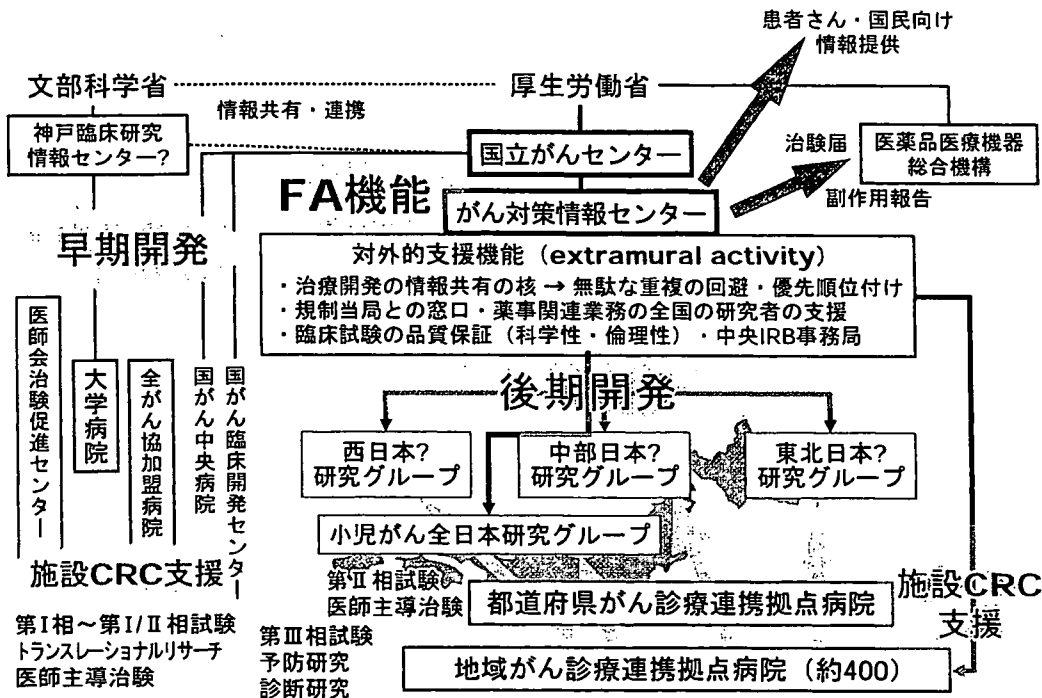 患者さん・国民向け
情報提供
文部科学省
厚生労働省
情報共有・連携
神戸臨床研究
情報センター?
国立がんセンター
治験届
医薬品医療機器
総合機構
副作用報告
FA機能
がん対策情報センター
早期開発
対外的支援機能（extramural activity）
・治療開発の情報共有の核 → 無駄な重複の回避・優先順位付け
・規制当局との窓口・薬事関連業務の全国の研究者の支援
・臨床試験の品質保証（科学性・倫理性）・中央IRB事務局
医師会治験促進センター
大学病院
全がん協加盟病院
国がん中央病院
国がん臨床開発センター
後期開発
西日本?
研究グループ
中部日本?
研究グループ
東北日本?
研究グループ
小児がん全日本研究グループ
施設CRC支援
第Ⅰ相～第Ⅰ/Ⅱ相試験
トランスレーショナルリサーチ
医師主導治験
第Ⅱ相試験
医師主導治験
都道府県がん診療連携拠点病院
施設CRC
支援
第Ⅲ相試験
予防研究
診断研究
地域がん診療連携拠点病院（約400）